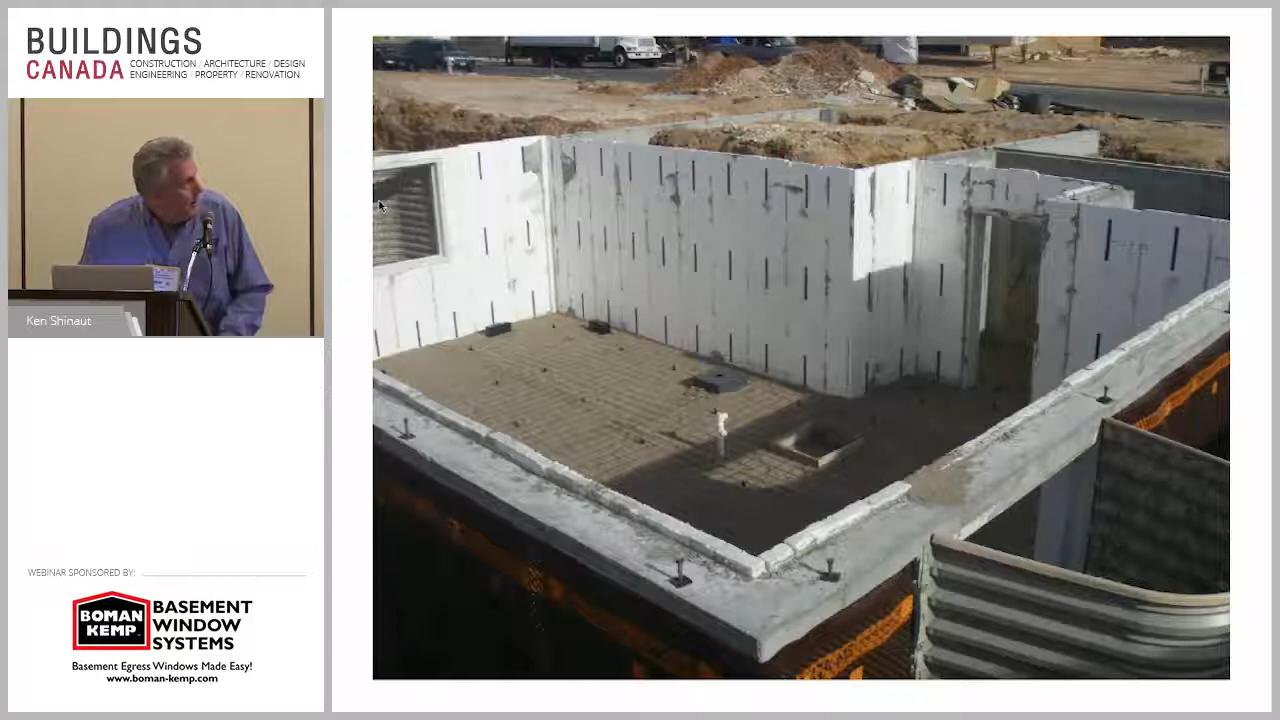 BUILDINGS
CANADA
CONSTRUCTION / ARCHITECTURE / DESIGN
ENGINEERING / PROPERTY / RENOVATION
Ken Shinaut
WEBINAR SPONSORED BY:
BOMAN
KEMP
BASEMENT
WINDOW
SYSTEMS
Basement Egress Windows Made Easy!
www.boman-kemp.com